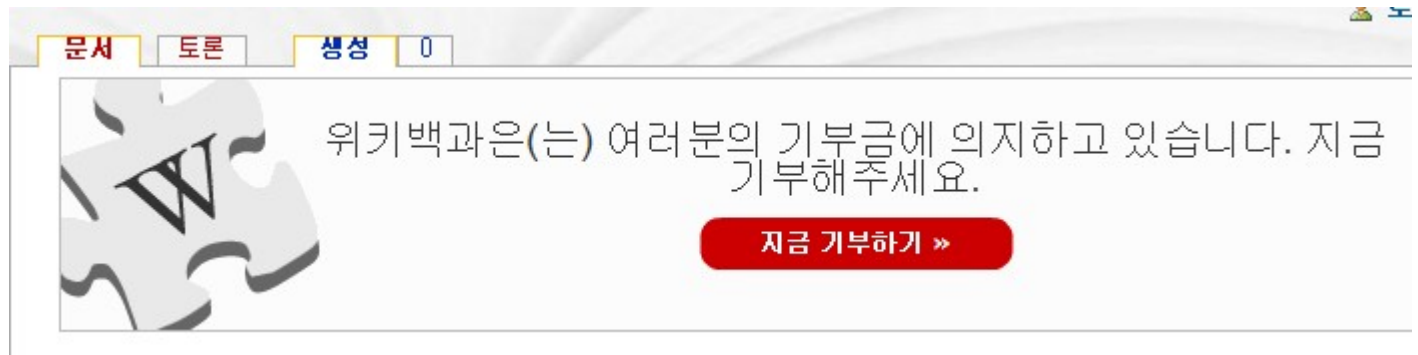 문서 토론 생성 0
위키백과은(는) 여러분의 기부금에 의지하고 있습니다. 지금
기부해주세요.
지금 기부하기 »
W